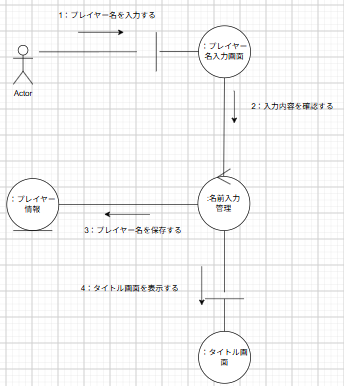 1：プレイヤー名を入力する
：プレイヤー
名入力画面
Actor
2：入力内容を確認する
：プレイヤー
情報
:名前入力
管理
3：プレイヤー名を保存する
4：タイトル画面を表示する
：タイトル画
面